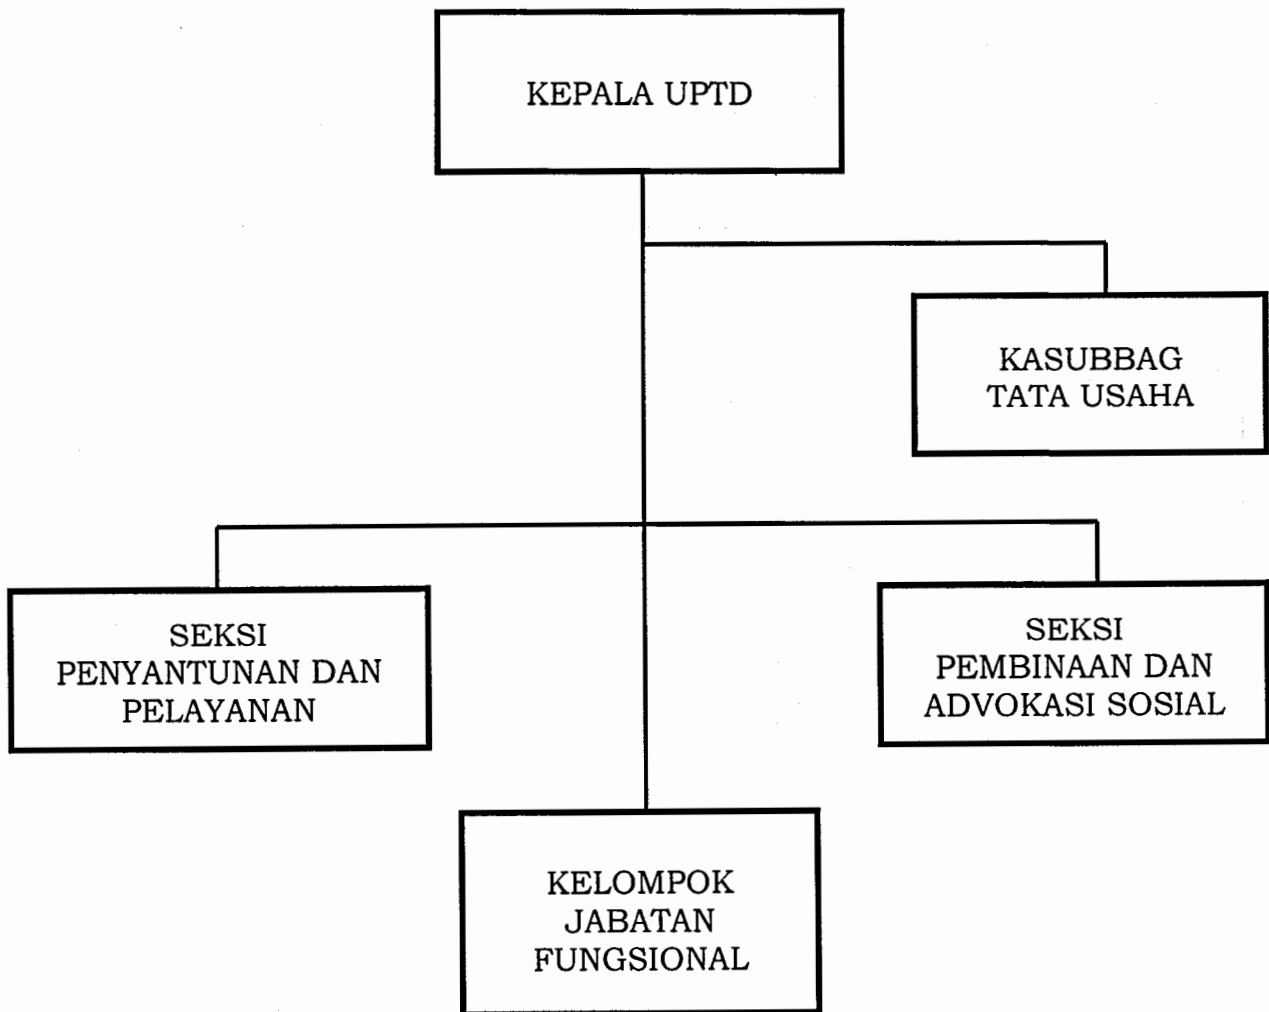 KEPALA UPTD
KASUBBAG
TATA USAHA
SEKSI
PENYANTUNAN DAN
PELAYANAN
SEKSI
PEMBINAAN DAN
ADVOKASI SOSIAL
KELOMPOK
JABATAN
FUNGSIONAL